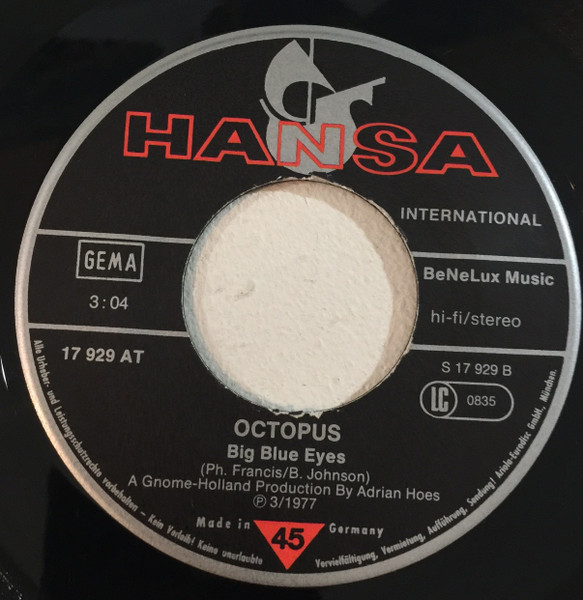 HANSA
INTERNATIONAL
GEMA
BeNeLux Music
3:04
hi-fi/stereo
17 929 AT
S 17 929 B
LC 0835
OCTOPUS
Big Blue Eyes
(Ph. Francis/B. Johnson)
A Gnome-Holland Production By Adrian Hoes
Ⓟ 3/1977
Made in Germany
45
Alle Urheber- und Leistungsschutzrechte vorbehalten – Kein Verleih! Keine unerlaubte Vervielfältigung, Vermietung, Aufführung, Sendung! Ariola-Eurodisc GmbH., München.